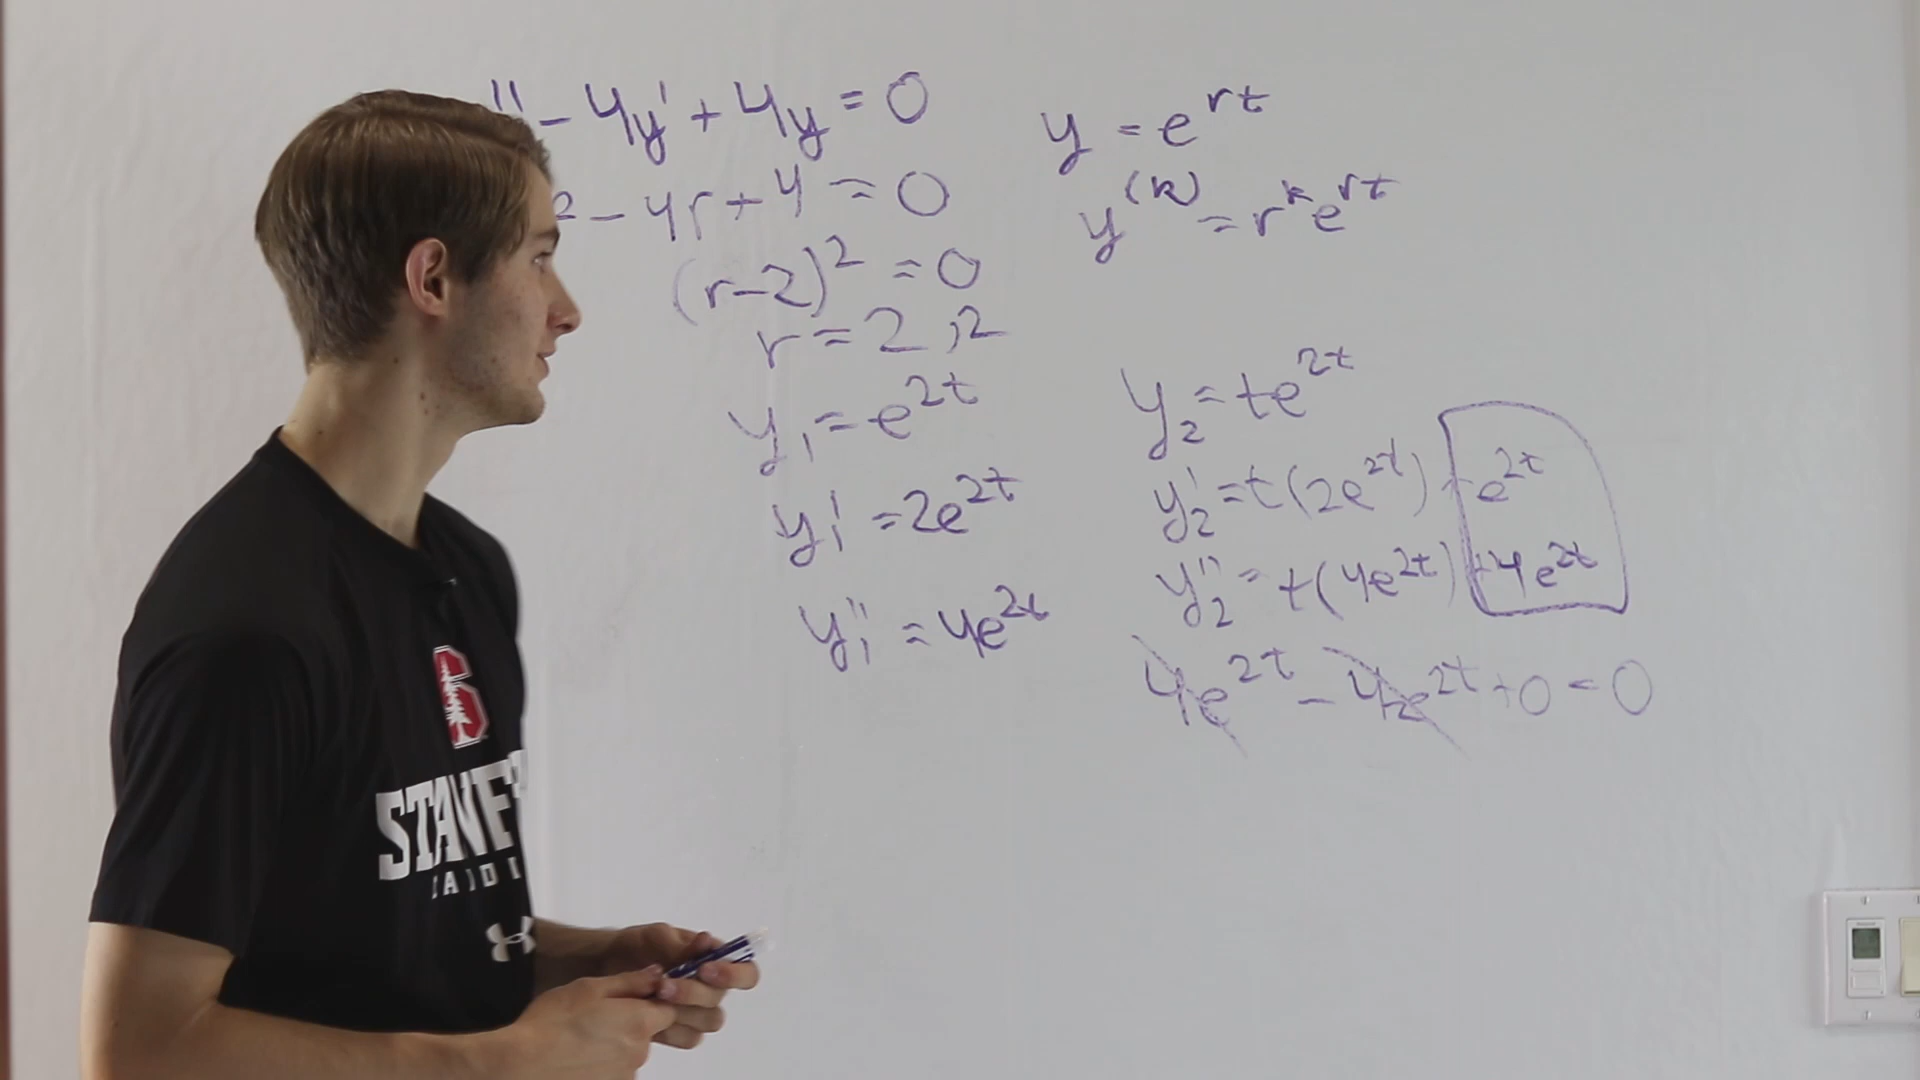 " - 4y' + 4y = 0
2 - 4r + 4 = 0
(r-2)² = 0
r = 2, 2
y₁ = e^2t
y₁' = 2e^2t
y₁" = 4e^2t
y = e^rt
y^(k) = r^k e^rt
y₂ = te^2t
y₂' = t(2e^2t) + e^2t
y₂" = t(4e^2t) + 4e^2t
4e^2t - 4e^2t + 0 = 0
S
STANF